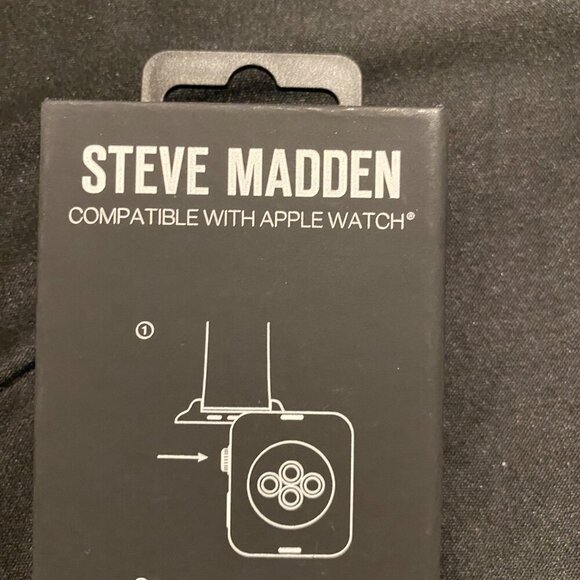 STEVE MADDEN
COMPATIBLE WITH APPLE WATCH®
1